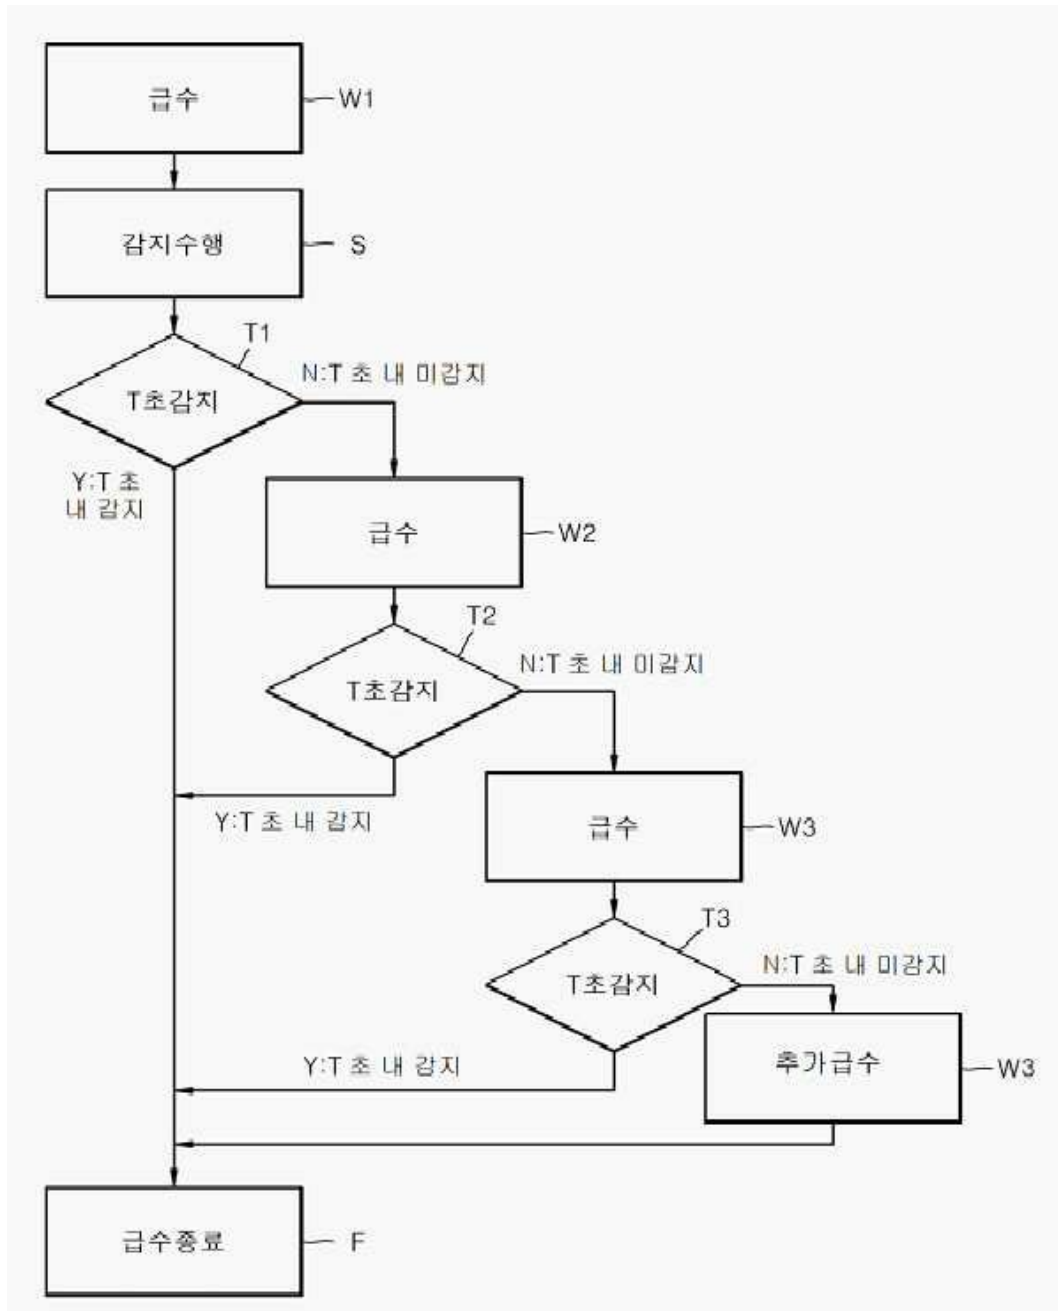 급수
W1
감지수행
S
T1
T초감지
N:T 초 내 미감지
Y:T 초
내 감지
급수
W2
T2
T초감지
N:T 초 내 미감지
Y:T 초 내 감지
급수
W3
T3
T초감지
N:T 초 내 미감지
Y:T 초 내 감지
추가급수
W3
급수종료
F